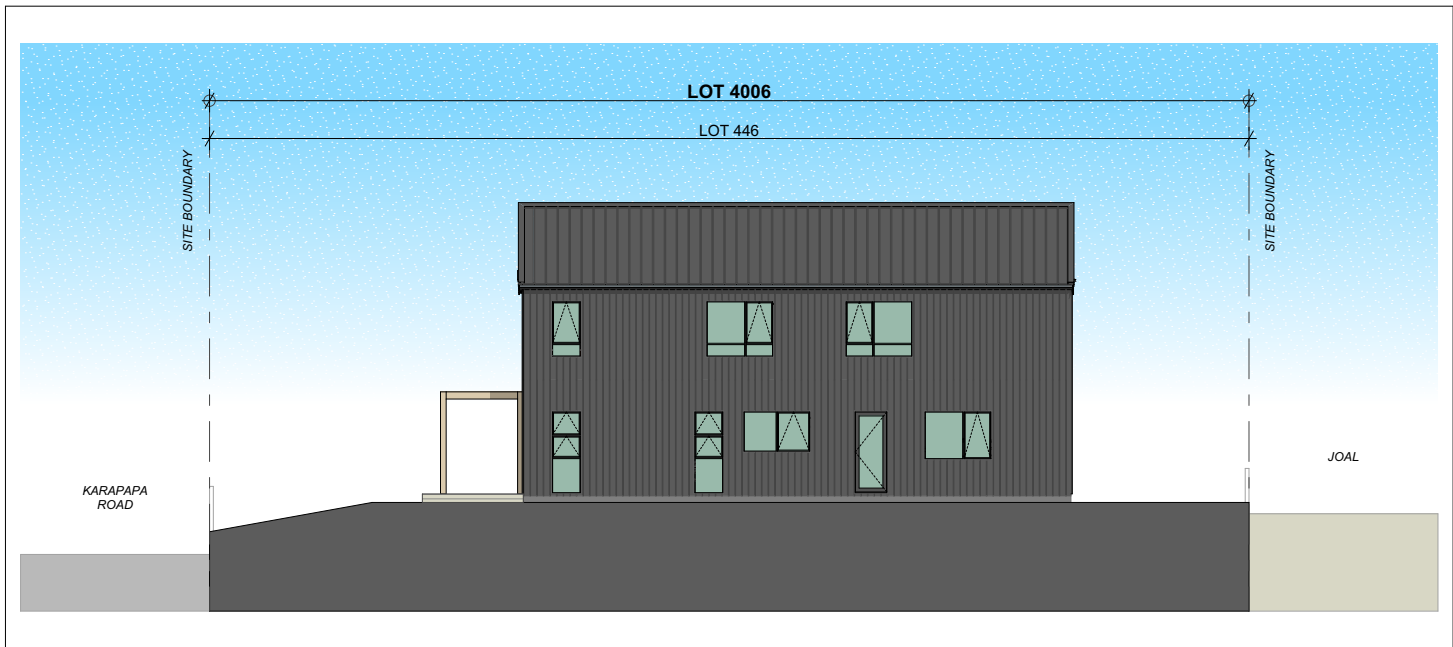 LOT 4006
LOT 446
SITE BOUNDARY
SITE BOUNDARY
KARAPAPA
ROAD
JOAL